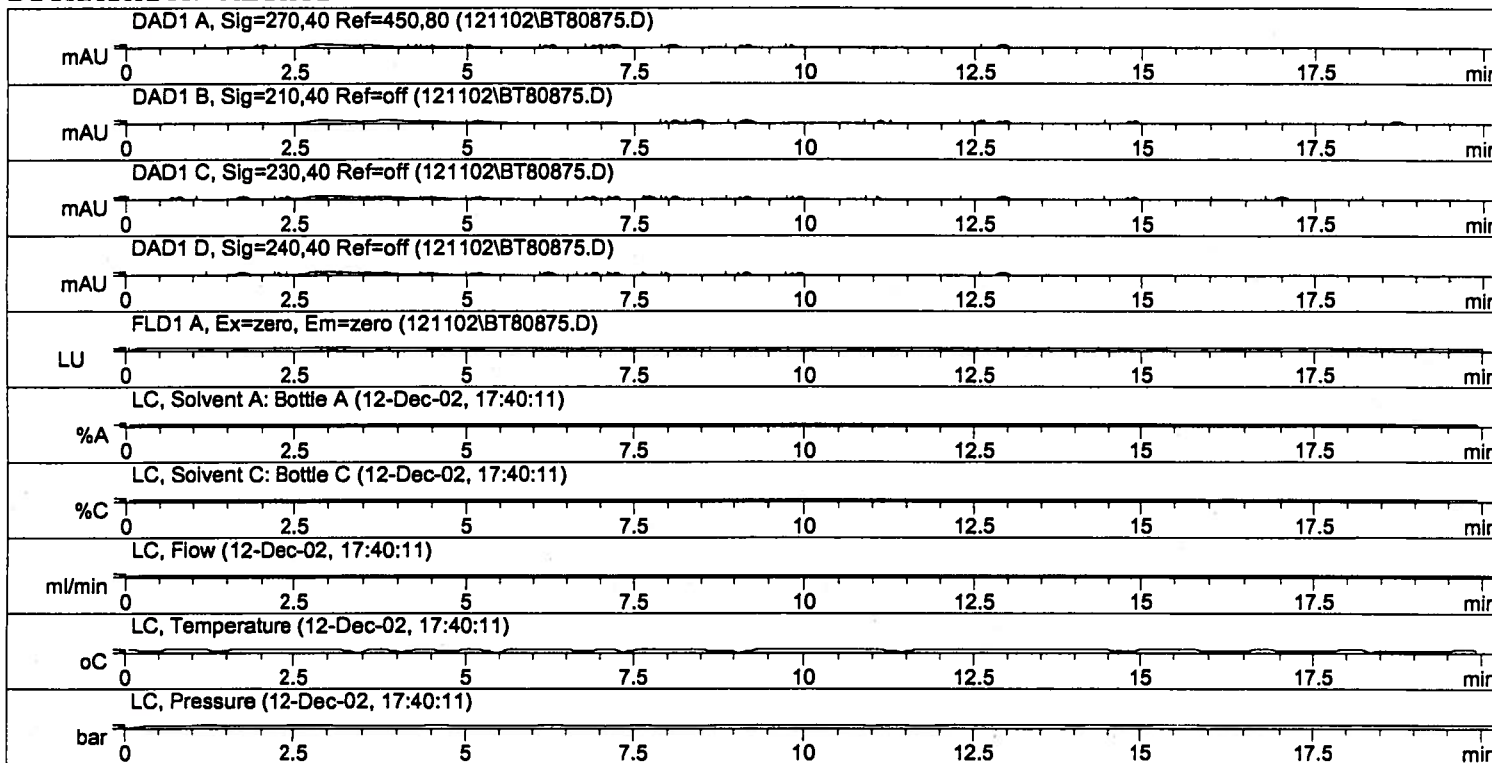 DAD1 A, Sig=270,40 Ref=450,80 (121102\BT80875.D)
mAU
0 2.5 5 7.5 10 12.5 15 17.5 min
DAD1 B, Sig=210,40 Ref=off (121102\BT80875.D)
mAU
0 2.5 5 7.5 10 12.5 15 17.5 min
DAD1 C, Sig=230,40 Ref=off (121102\BT80875.D)
mAU
0 2.5 5 7.5 10 12.5 15 17.5 min
DAD1 D, Sig=240,40 Ref=off (121102\BT80875.D)
mAU
0 2.5 5 7.5 10 12.5 15 17.5 min
FLD1 A, Ex=zero, Em=zero (121102\BT80875.D)
LU
0 2.5 5 7.5 10 12.5 15 17.5 min
LC, Solvent A: Bottle A (12-Dec-02, 17:40:11)
%A
0 2.5 5 7.5 10 12.5 15 17.5 min
LC, Solvent C: Bottle C (12-Dec-02, 17:40:11)
%C
0 2.5 5 7.5 10 12.5 15 17.5 min
LC, Flow (12-Dec-02, 17:40:11)
ml/min
0 2.5 5 7.5 10 12.5 15 17.5 min
LC, Temperature (12-Dec-02, 17:40:11)
oC
0 2.5 5 7.5 10 12.5 15 17.5 min
LC, Pressure (12-Dec-02, 17:40:11)
bar
0 2.5 5 7.5 10 12.5 15 17.5 min